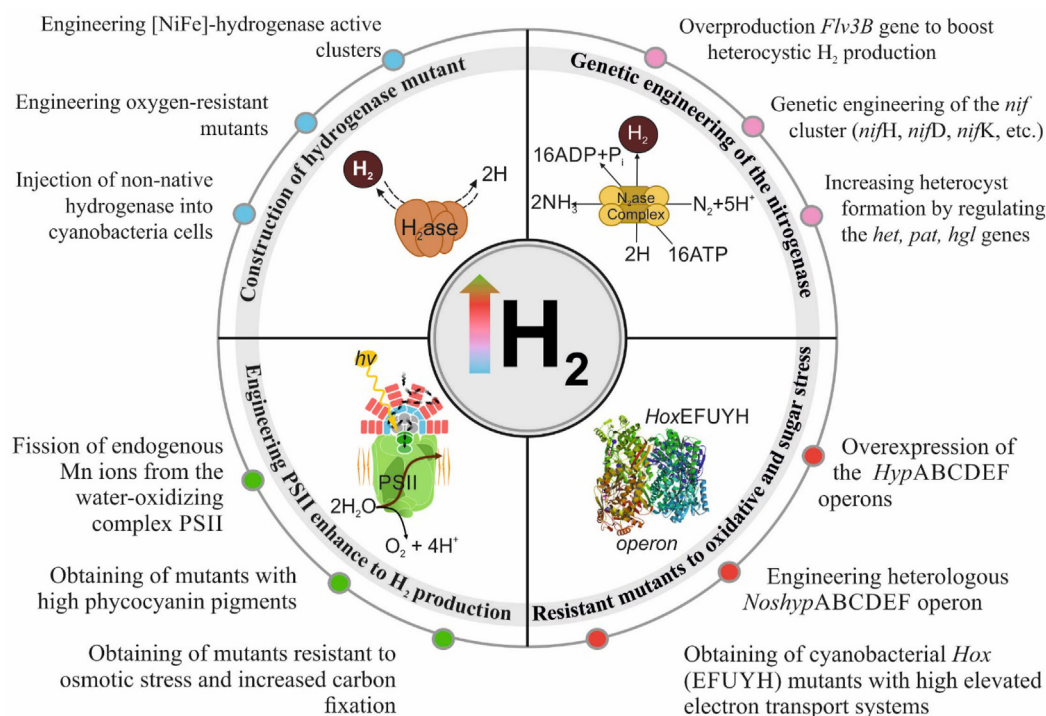 Engineering [NiFe]-hydrogenase active
clusters
Engineering oxygen-resistant
mutants
Injection of non-native
hydrogenase into
cyanobacteria cells
Construction of hydrogenase mutant
H₂
2H
H₂ase
Overproduction Flv3B gene to boost
heterocystic H₂ production
Genetic engineering of the nif
cluster (nifH, nifD, nifK, etc.)
Increasing heterocyst
formation by regulating
the het, pat, hgl genes
Genetic engineering of the nitrogenase
H₂
16ADP+Pᵢ
2NH₃
N₂ase
Complex
N₂+5H⁺
2H
16ATP
H₂
Engineering PSII enhance to H₂ production
hv
PSII
2H₂O
O₂ + 4H⁺
Fission of endogenous
Mn ions from the
water-oxidizing
complex PSII
Obtaining of mutants with
high phycocyanin pigments
Obtaining of mutants resistant to
osmotic stress and increased carbon
fixation
Resistant mutants to oxidative and sugar stress
HoxEFUYH
operon
Overexpression of
the HypABCDEF
operons
Engineering heterologous
NoshypABCDEF operon
Obtaining of cyanobacterial Hox
(EFUYH) mutants with high elevated
electron transport systems